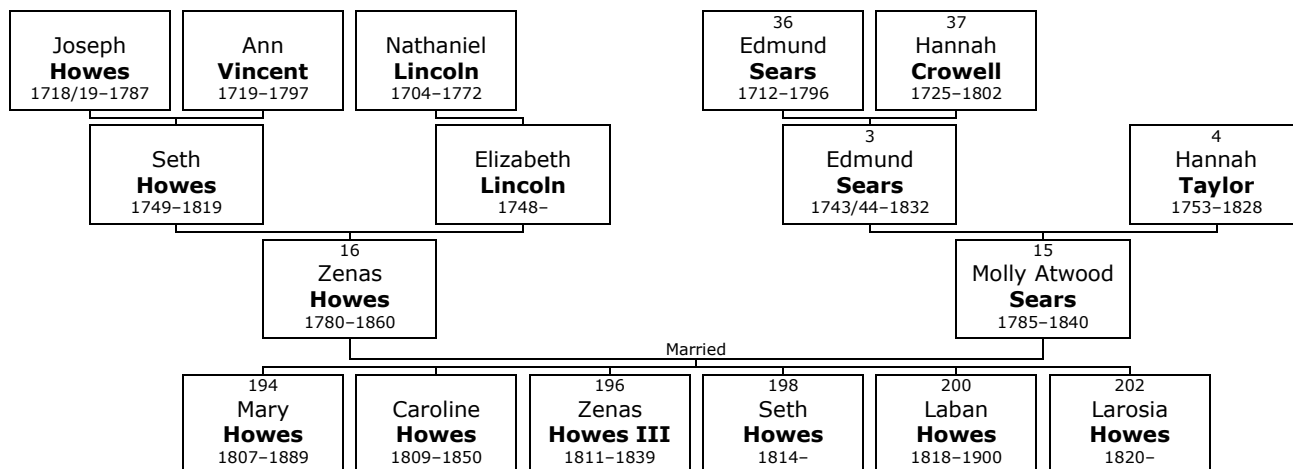 Joseph
Howes
1718/19–1787
Ann
Vincent
1719–1797
Nathaniel
Lincoln
1704–1772
36
Edmund
Sears
1712–1796
37
Hannah
Crowell
1725–1802
Seth
Howes
1749–1819
Elizabeth
Lincoln
1748–
3
Edmund
Sears
1743/44–1832
4
Hannah
Taylor
1753–1828
16
Zenas
Howes
1780–1860
15
Molly Atwood
Sears
1785–1840
Married
194
Mary
Howes
1807–1889
Caroline
Howes
1809–1850
196
Zenas
Howes III
1811–1839
198
Seth
Howes
1814–
200
Laban
Howes
1818–1900
202
Larosia
Howes
1820–